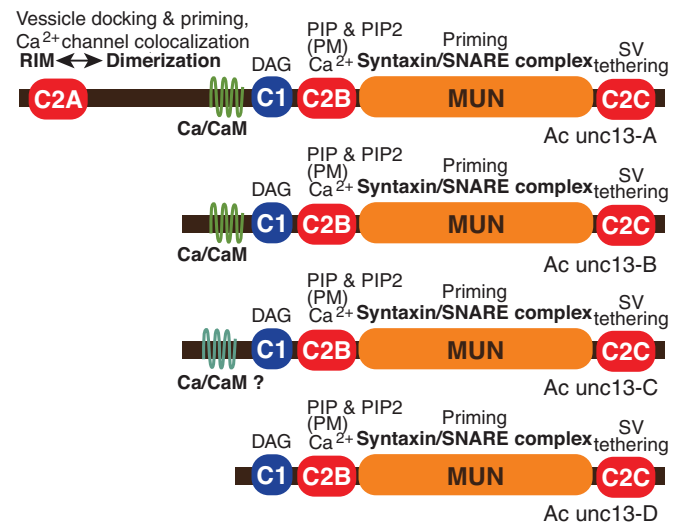 Vessicle docking & priming,
Ca2+channel colocalization
RIM ↔ Dimerization
DAG
PIP & PIP2
(PM)
Ca2+
Priming
Syntaxin/SNARE complex
SV
tethering
C2A
C1
C2B
MUN
C2C
Ca/CaM
Ac unc13-A
PIP & PIP2
(PM)
DAG
Ca2+
Priming
Syntaxin/SNARE complex
SV
tethering
C1
C2B
MUN
C2C
Ca/CaM
Ac unc13-B
PIP & PIP2
(PM)
DAG
Ca2+
Priming
Syntaxin/SNARE complex
SV
tethering
C1
C2B
MUN
C2C
Ca/CaM ?
Ac unc13-C
PIP & PIP2
(PM)
DAG
Ca2+
Priming
Syntaxin/SNARE complex
SV
tethering
C1
C2B
MUN
C2C
Ac unc13-D